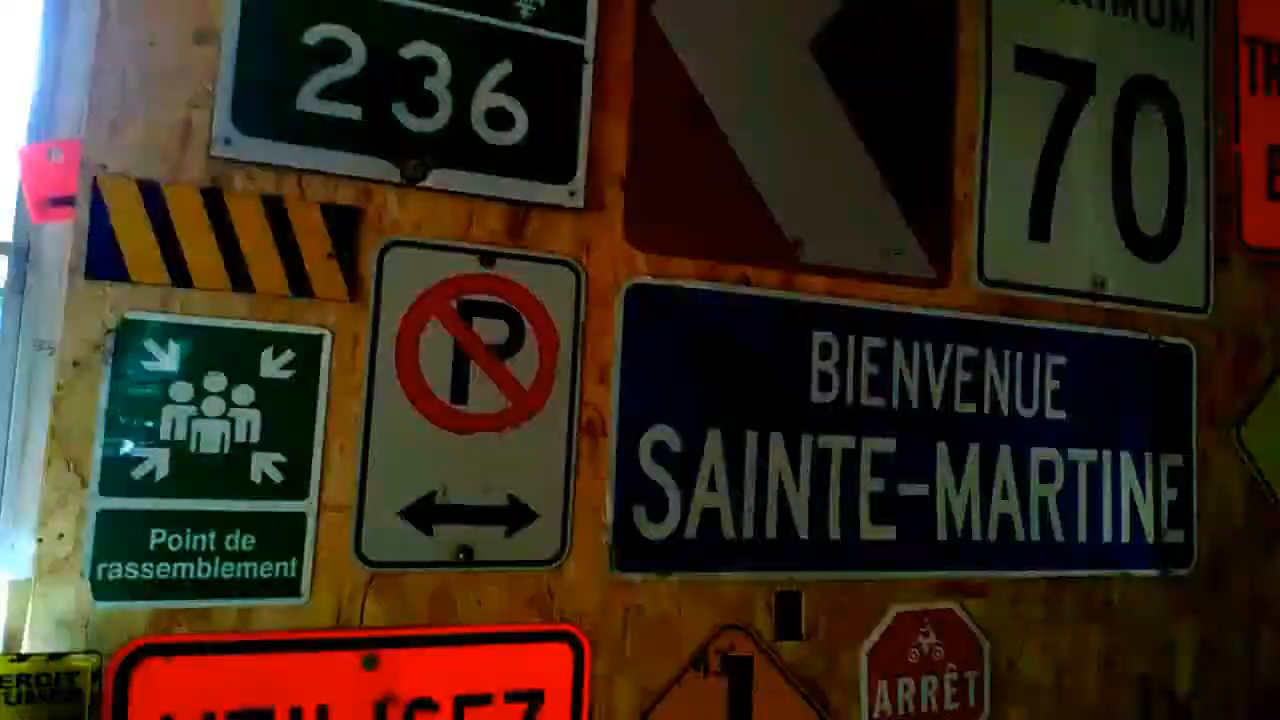 236
70
BIENVENUE
SAINTE-MARTINE
P
Point de
rassemblement
ARRÊT